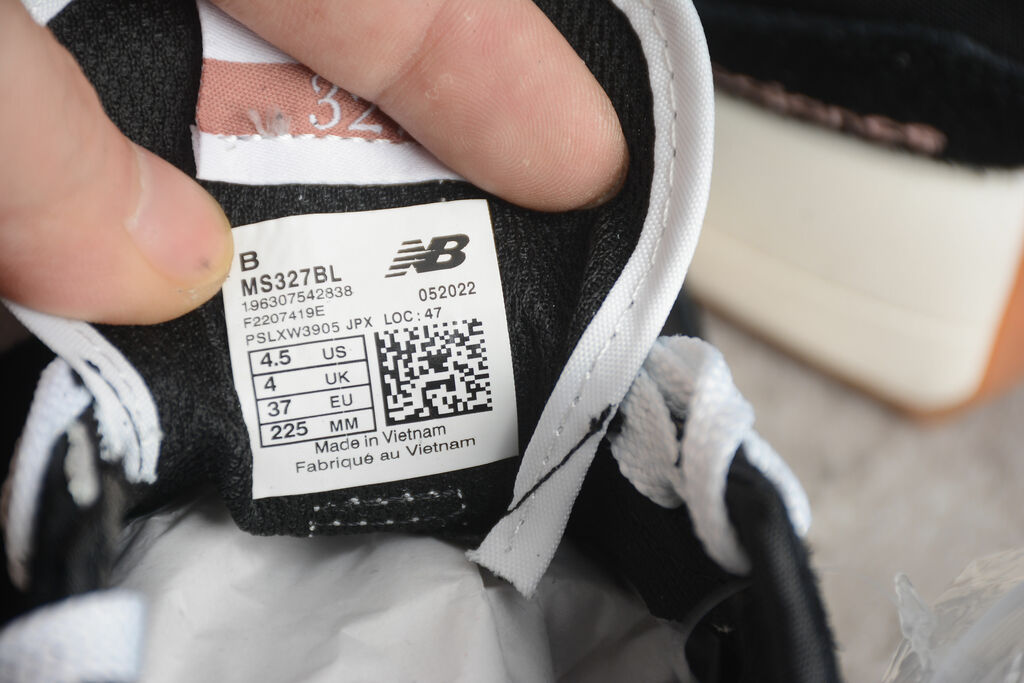 32
B
NB
MS327BL
196307542838
052022
F2207419E
PSLXW3905 JPX LOC: 47
4.5 US
4 UK
37 EU
225 MM
Made in Vietnam
Fabriqué au Vietnam